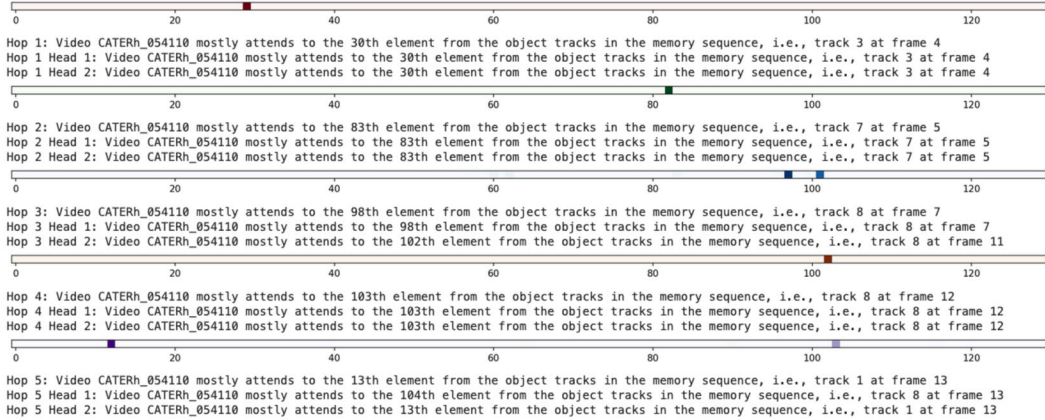 0 20 40 60 80 100 120
Hop 1: Video CATERh_054110 mostly attends to the 30th element from the object tracks in the memory sequence, i.e., track 3 at frame 4
Hop 1 Head 1: Video CATERh_054110 mostly attends to the 30th element from the object tracks in the memory sequence, i.e., track 3 at frame 4
Hop 1 Head 2: Video CATERh_054110 mostly attends to the 30th element from the object tracks in the memory sequence, i.e., track 3 at frame 4
0 20 40 60 80 100 120
Hop 2: Video CATERh_054110 mostly attends to the 83th element from the object tracks in the memory sequence, i.e., track 7 at frame 5
Hop 2 Head 1: Video CATERh_054110 mostly attends to the 83th element from the object tracks in the memory sequence, i.e., track 7 at frame 5
Hop 2 Head 2: Video CATERh_054110 mostly attends to the 83th element from the object tracks in the memory sequence, i.e., track 7 at frame 5
0 20 40 60 80 100 120
Hop 3: Video CATERh_054110 mostly attends to the 98th element from the object tracks in the memory sequence, i.e., track 8 at frame 7
Hop 3 Head 1: Video CATERh_054110 mostly attends to the 98th element from the object tracks in the memory sequence, i.e., track 8 at frame 7
Hop 3 Head 2: Video CATERh_054110 mostly attends to the 102th element from the object tracks in the memory sequence, i.e., track 8 at frame 11
0 20 40 60 80 100 120
Hop 4: Video CATERh_054110 mostly attends to the 103th element from the object tracks in the memory sequence, i.e., track 8 at frame 12
Hop 4 Head 1: Video CATERh_054110 mostly attends to the 103th element from the object tracks in the memory sequence, i.e., track 8 at frame 12
Hop 4 Head 2: Video CATERh_054110 mostly attends to the 103th element from the object tracks in the memory sequence, i.e., track 8 at frame 12
0 20 40 60 80 100 120
Hop 5: Video CATERh_054110 mostly attends to the 13th element from the object tracks in the memory sequence, i.e., track 1 at frame 13
Hop 5 Head 1: Video CATERh_054110 mostly attends to the 104th element from the object tracks in the memory sequence, i.e., track 8 at frame 13
Hop 5 Head 2: Video CATERh_054110 mostly attends to the 13th element from the object tracks in the memory sequence, i.e., track 1 at frame 13